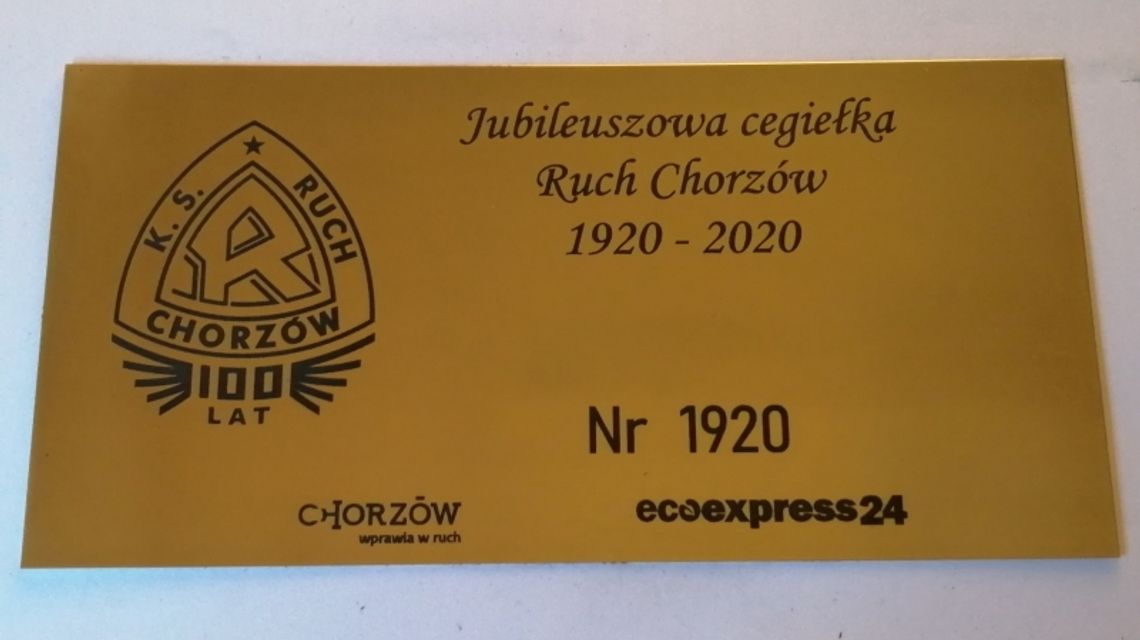 K. S. RUCH
CHORZÓW
100
LAT
Jubileuszowa cegiełka
Ruch Chorzów
1920 - 2020
Nr 1920
CHORZÓW
wprawia w ruch
ecoexpress24